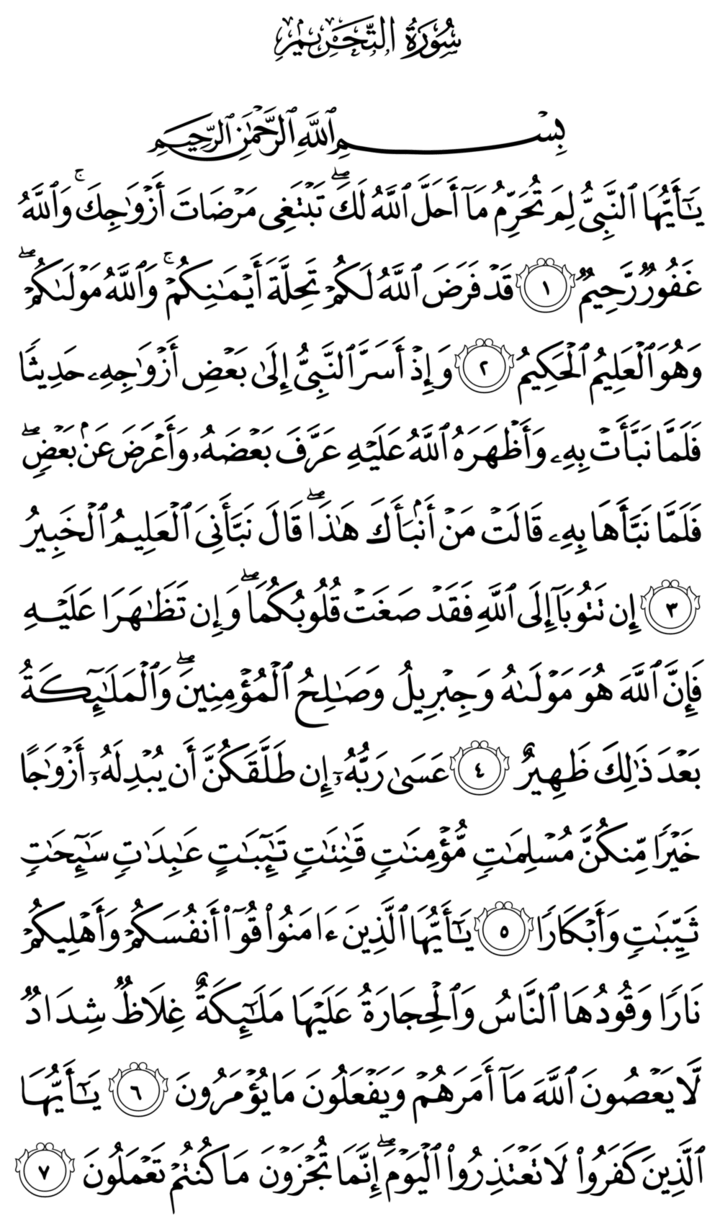 سُورَةُ التَّحۡرِيمِ
بِسۡمِ ٱللَّهِ ٱلرَّحۡمَٰنِ ٱلرَّحِيمِ
يَٰٓأَيُّهَا ٱلنَّبِيُّ لِمَ تُحَرِّمُ مَآ أَحَلَّ ٱللَّهُ لَكَۖ تَبۡتَغِي مَرۡضَاتَ أَزۡوَٰجِكَۚ وَٱللَّهُ
غَفُورٞ رَّحِيمٞ ١ قَدۡ فَرَضَ ٱللَّهُ لَكُمۡ تَحِلَّةَ أَيۡمَٰنِكُمۡۚ وَٱللَّهُ مَوۡلَىٰكُمۡۖ
وَهُوَ ٱلۡعَلِيمُ ٱلۡحَكِيمُ ٢ وَإِذۡ أَسَرَّ ٱلنَّبِيُّ إِلَىٰ بَعۡضِ أَزۡوَٰجِهِۦ حَدِيثٗا
فَلَمَّا نَبَّأَتۡ بِهِۦ وَأَظۡهَرَهُ ٱللَّهُ عَلَيۡهِ عَرَّفَ بَعۡضَهُۥ وَأَعۡرَضَ عَنۢ بَعۡضٖۖ
فَلَمَّا نَبَّأَهَا بِهِۦ قَالَتۡ مَنۡ أَنۢبَأَكَ هَٰذَاۖ قَالَ نَبَّأَنِيَ ٱلۡعَلِيمُ ٱلۡخَبِيرُ
٣ إِن تَتُوبَآ إِلَى ٱللَّهِ فَقَدۡ صَغَتۡ قُلُوبُكُمَاۖ وَإِن تَظَٰهَرَا عَلَيۡهِ
فَإِنَّ ٱللَّهَ هُوَ مَوۡلَىٰهُ وَجِبۡرِيلُ وَصَٰلِحُ ٱلۡمُؤۡمِنِينَۖ وَٱلۡمَلَٰٓئِكَةُ
بَعۡدَ ذَٰلِكَ ظَهِيرٌ ٤ عَسَىٰ رَبُّهُۥٓ إِن طَلَّقَكُنَّ أَن يُبۡدِلَهُۥٓ أَزۡوَٰجًا
خَيۡرٗا مِّنكُنَّ مُسۡلِمَٰتٖ مُّؤۡمِنَٰتٖ قَٰنِتَٰتٖ تَٰٓئِبَٰتٍ عَٰبِدَٰتٖ سَٰٓئِحَٰتٖ
ثَيِّبَٰتٖ وَأَبۡكَارٗا ٥ يَٰٓأَيُّهَا ٱلَّذِينَ ءَامَنُواْ قُوٓاْ أَنفُسَكُمۡ وَأَهۡلِيكُمۡ
نَارٗا وَقُودُهَا ٱلنَّاسُ وَٱلۡحِجَارَةُ عَلَيۡهَا مَلَٰٓئِكَةٌ غِلَاظٞ شِدَادٞ
لَّا يَعۡصُونَ ٱللَّهَ مَآ أَمَرَهُمۡ وَيَفۡعَلُونَ مَا يُؤۡمَرُونَ ٦ يَٰٓأَيُّهَا
ٱلَّذِينَ كَفَرُواْ لَا تَعۡتَذِرُواْ ٱلۡيَوۡمَۖ إِنَّمَا تُجۡزَوۡنَ مَا كُنتُمۡ تَعۡمَلُونَ ٧